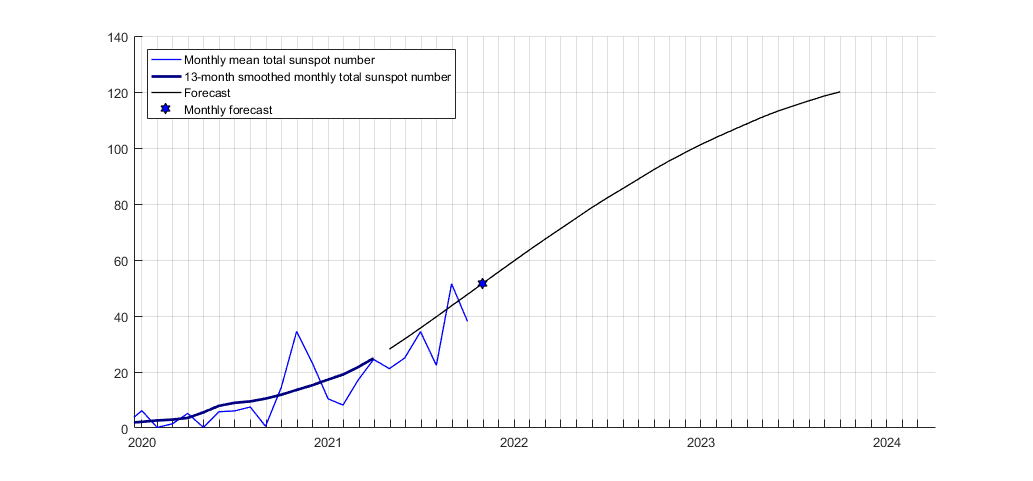 140
120
100
80
60
40
20
0
Monthly mean total sunspot number
13-month smoothed monthly total sunspot number
Forecast
Monthly forecast
2020 2021 2022 2023 2024